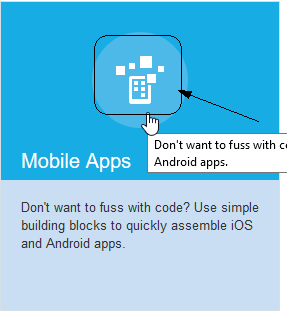 Mobile Apps
Don't want to fuss with
Android apps.
Don't want to fuss with code? Use simple
building blocks to quickly assemble iOS
and Android apps.